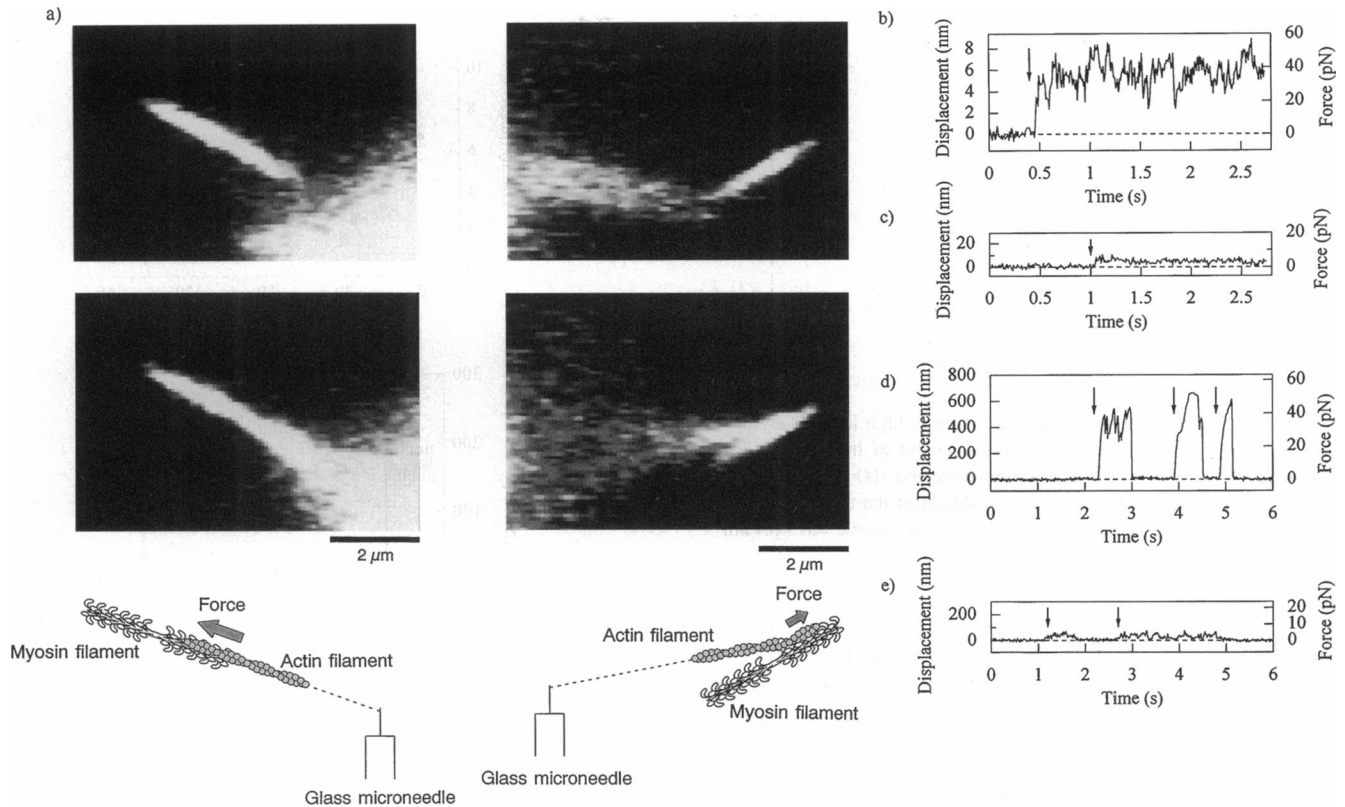 a)
2 μm
2 μm
Force
Myosin filament
Actin filament
Glass microneedle
Force
Actin filament
Myosin filament
Glass microneedle
b)
Displacement (nm)
8
6
4
2
0
60
40
20
0
Force (pN)
0 0.5 1.0 1.5 2.0 2.5
Time (s)
c)
Displacement (nm)
20
0
20
0
Force (pN)
0 0.5 1 1.5 2 2.5
Time (s)
d)
Displacement (nm)
800
600
400
200
0
60
40
20
0
Force (pN)
0 1 2 3 4 5 6
Time (s)
e)
Displacement (nm)
200
0
20
10
0
Force (pN)
0 1 2 3 4 5 6
Time (s)